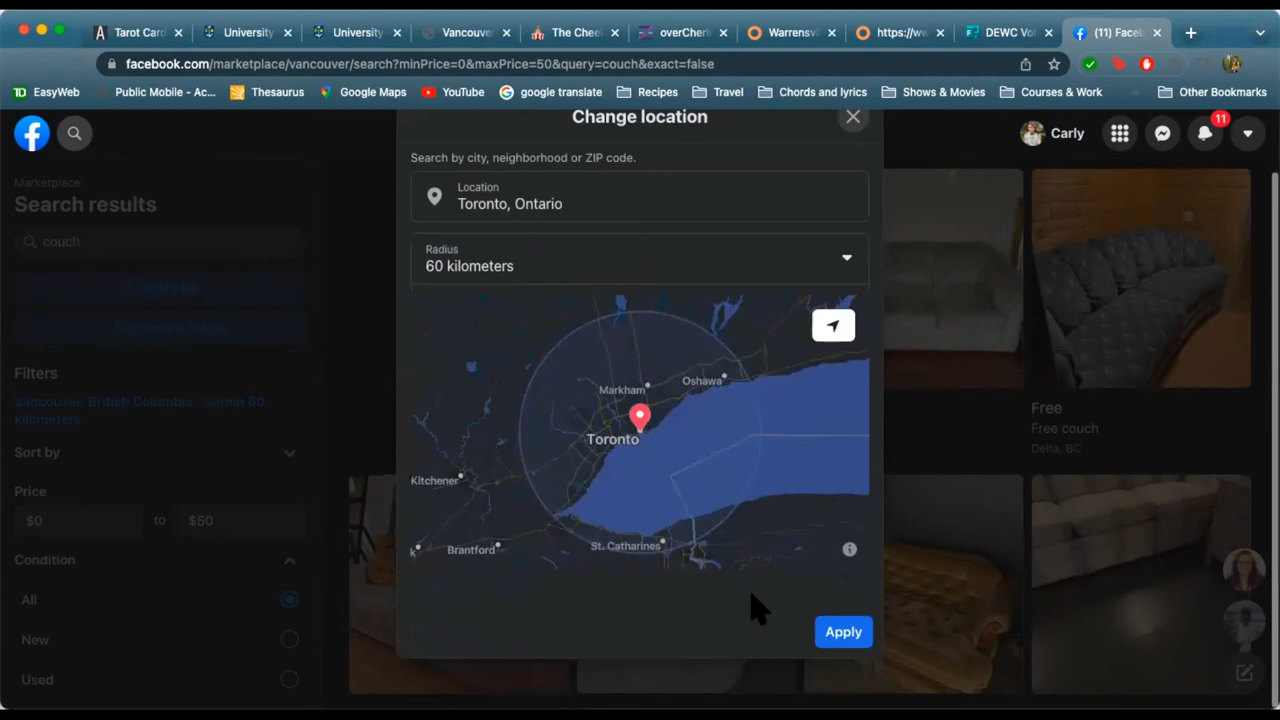 Tarot Card
University
University
Vancouver
The Chee
overCher
Warrensv
https://ww
DEWC Vol
(11) Faceb
facebook.com/marketplace/vancouver/search?minPrice=0&maxPrice=50&query=couch&exact=false
TD EasyWeb
Public Mobile - Ac...
Thesaurus
Google Maps
YouTube
google translate
Recipes
Travel
Chords and lyrics
Shows & Movies
Courses & Work
Other Bookmarks
Change location
Carly
11
Search by city, neighborhood or ZIP code.
Location
Toronto, Ontario
Radius
60 kilometers
Markham
Oshawa
Toronto
Kitchener
Brantford
St. Catharines
Apply
Marketplace
Search results
couch
Filters
Vancouver, British Columbia · Within 60
kilometers
Sort by
Price
$0
to
$50
Condition
All
New
Used
Free
Free couch
Delta, BC